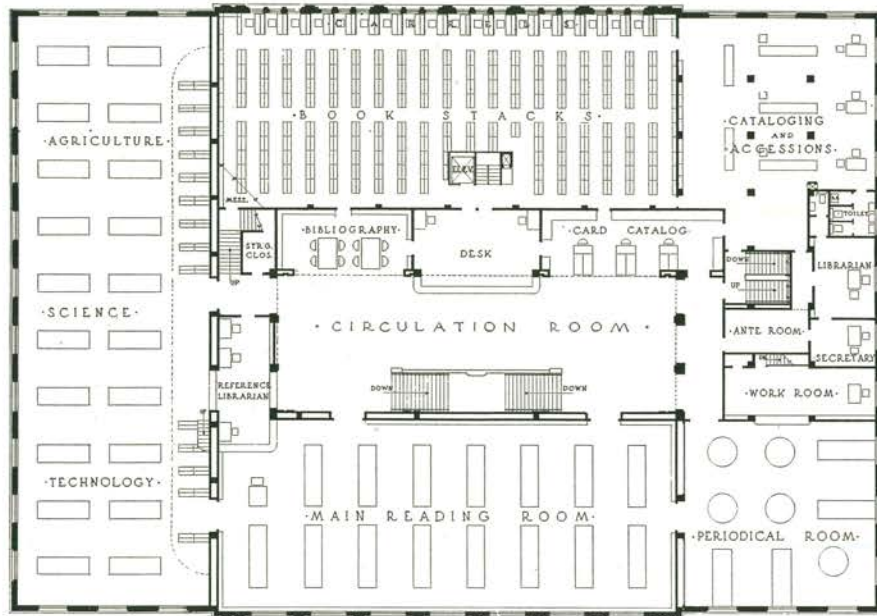 ·C·A·R·R·E·L·S·
·BOOK STACKS·
·AGRICULTURE·
·CATALOGING
AND
·ACCESSIONS·
ELEV.
MEZZ.
TOILET
STRG.
CLOS.
·BIBLIOGRAPHY·
DESK
·CARD CATALOG·
UP
DOWN
UP
LIBRARIAN
·SCIENCE·
·CIRCULATION ROOM·
ANTE ROOM
SECRETARY
REFERENCE
LIBRARIAN
DOWN
DOWN
·WORK ROOM·
UP
·TECHNOLOGY·
·MAIN READING ROOM·
·PERIODICAL ROOM·